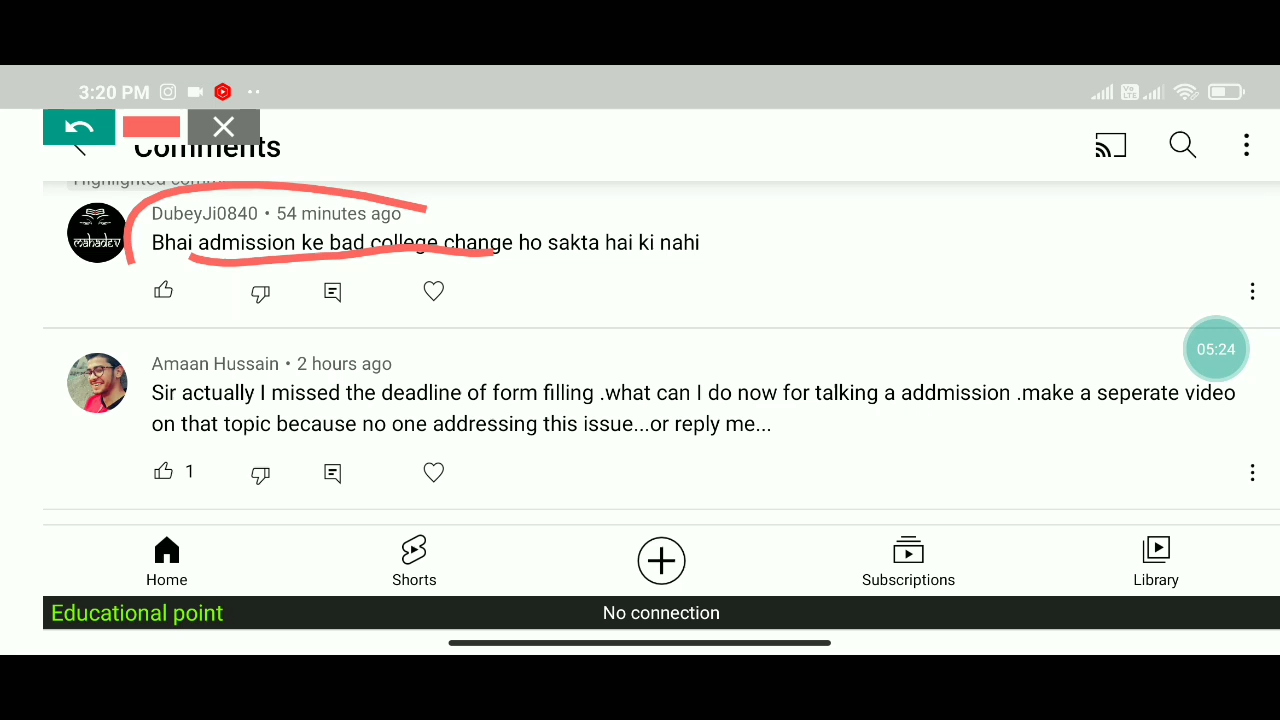 3:20 PM
Comments
Highlighted comm
महादेव
DubeyJi0840 • 54 minutes ago
Bhai admission ke bad college change ho sakta hai ki nahi
Amaan Hussain • 2 hours ago
05:24
Sir actually I missed the deadline of form filling .what can I do now for talking a addmission .make a seperate video
on that topic because no one addressing this issue...or reply me...
1
Home
Shorts
Subscriptions
Library
Educational point
No connection